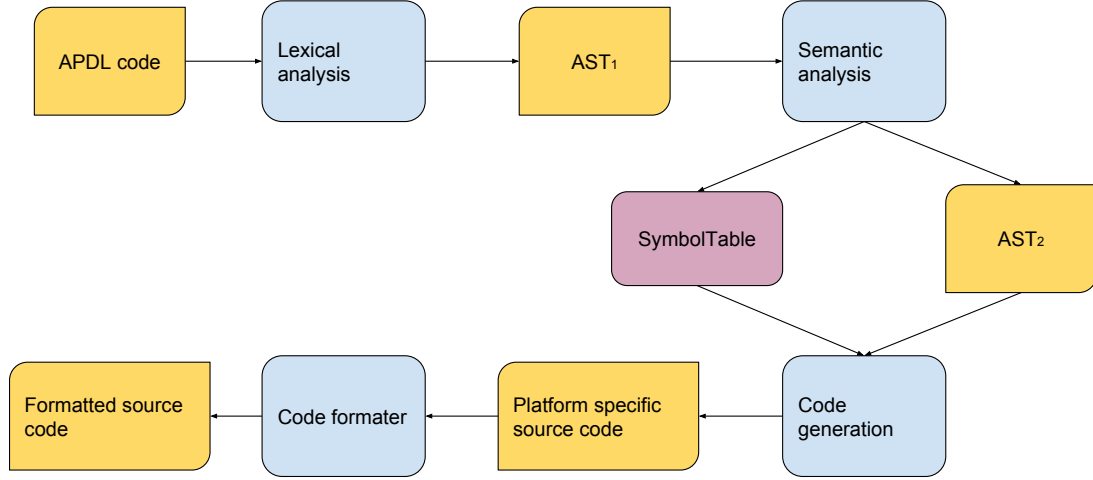 APDL code
Lexical
analysis
AST₁
Semantic
analysis
SymbolTable
AST₂
Formatted source
code
Code formater
Platform specific
source code
Code
generation